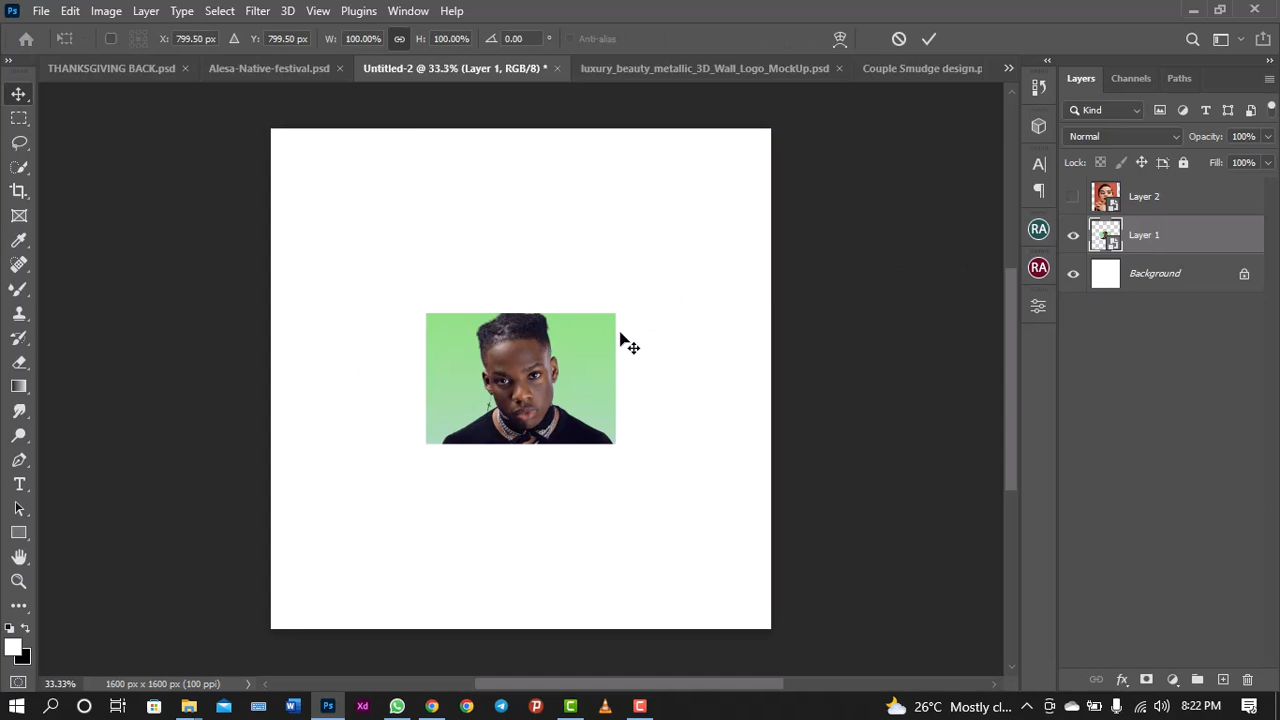 Ps File Edit Image Layer Type Select Filter 3D View Plugins Window Help
X: 799.50 px Y: 799.50 px W: 100.00% H: 100.00% 0.00 ° Anti-alias
THANKSGIVING BACK.psd × Alesa-Native-festival.psd × Untitled-2 @ 33.3% (Layer 1, RGB/8) * × luxury_beauty_metallic_3D_Wall_Logo_MockUp.psd × Couple Smudge design.p
Layers Channels Paths
Kind
Normal Opacity: 100%
Lock: Fill: 100%
Layer 2
Layer 1
Background
RA
RA
33.33% 1600 px x 1600 px (100 ppi)
26°C Mostly cl... 8:22 PM